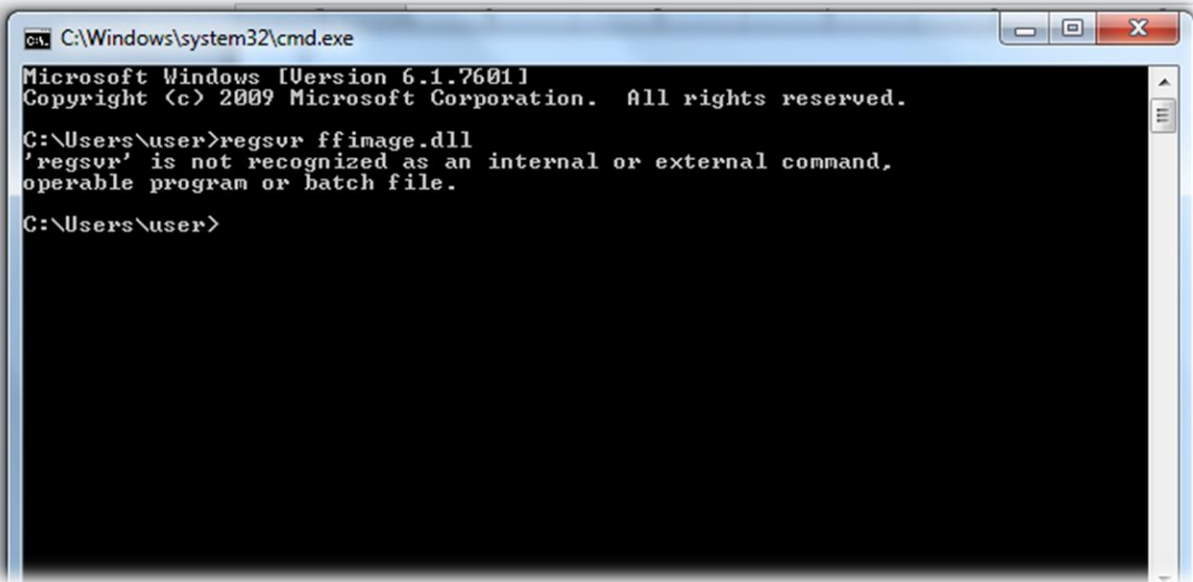 C:\Windows\system32\cmd.exe
Microsoft Windows [Version 6.1.7601]
Copyright (c) 2009 Microsoft Corporation.  All rights reserved.
C:\Users\user>regsvr ffimage.dll
'regsvr' is not recognized as an internal or external command,
operable program or batch file.
C:\Users\user>